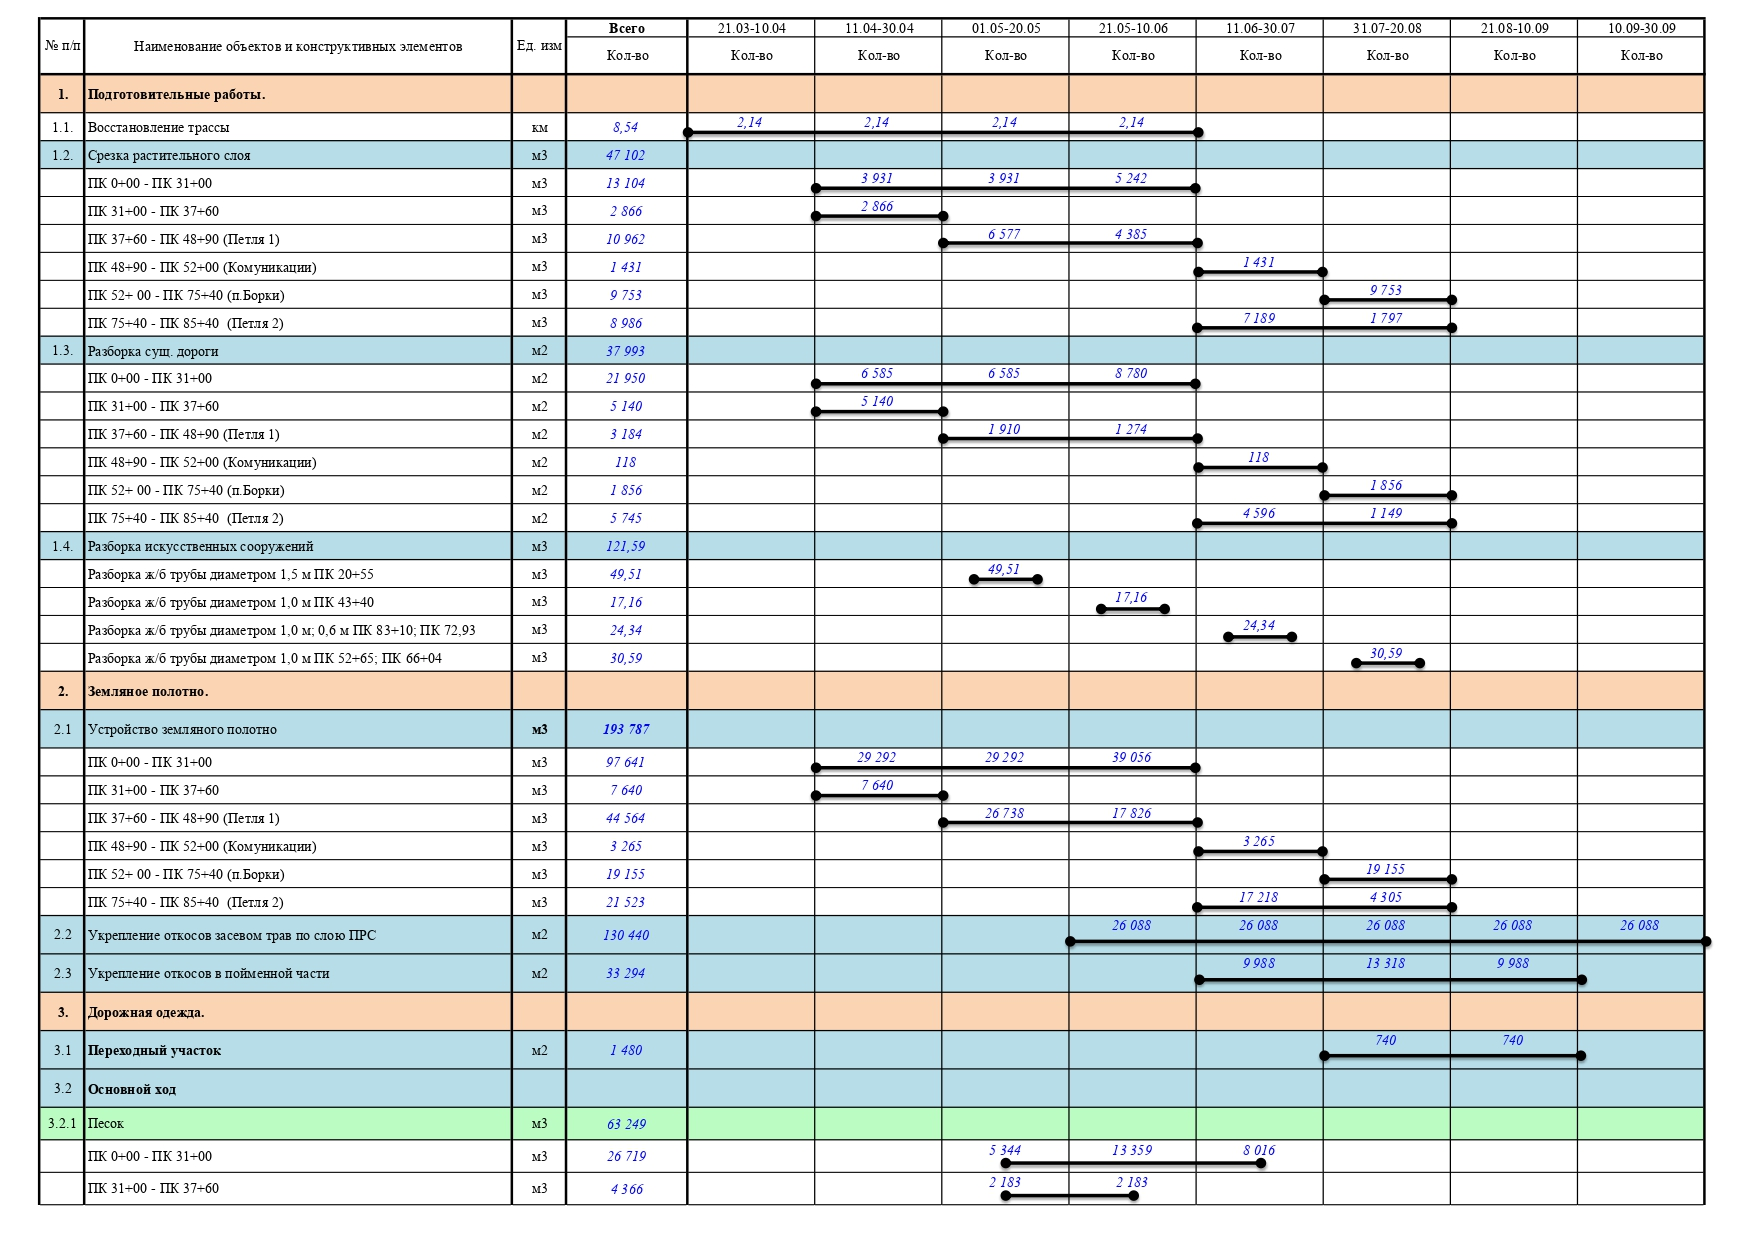 № п/п Наименование объектов и конструктивных элементов Ед. изм Всего 21.03-10.04 11.04-30.04 01.05-20.05 21.05-10.06 11.06-30.07 31.07-20.08 21.08-10.09 10.09-30.09
Кол-во Кол-во Кол-во Кол-во Кол-во Кол-во Кол-во Кол-во Кол-во
1. Подготовительные работы.
1.1. Восстановление трассы км 8,54 2,14 2,14 2,14 2,14
1.2. Срезка растительного слоя м3 47 102
ПК 0+00 - ПК 31+00 м3 13 104 3 931 3 931 5 242
ПК 31+00 - ПК 37+60 м3 2 866 2 866
ПК 37+60 - ПК 48+90 (Петля 1) м3 10 962 6 577 4 385
ПК 48+90 - ПК 52+00 (Комуникации) м3 1 431 1 431
ПК 52+ 00 - ПК 75+40 (п.Борки) м3 9 753 9 753
ПК 75+40 - ПК 85+40 (Петля 2) м3 8 986 7 189 1 797
1.3. Разборка сущ. дороги м2 37 993
ПК 0+00 - ПК 31+00 м2 21 950 6 585 6 585 8 780
ПК 31+00 - ПК 37+60 м2 5 140 5 140
ПК 37+60 - ПК 48+90 (Петля 1) м2 3 184 1 910 1 274
ПК 48+90 - ПК 52+00 (Комуникации) м2 118 118
ПК 52+ 00 - ПК 75+40 (п.Борки) м2 1 856 1 856
ПК 75+40 - ПК 85+40 (Петля 2) м2 5 745 4 596 1 149
1.4. Разборка искусственных сооружений м3 121,59
Разборка ж/б трубы диаметром 1,5 м ПК 20+55 м3 49,51 49,51
Разборка ж/б трубы диаметром 1,0 м ПК 43+40 м3 17,16 17,16
Разборка ж/б трубы диаметром 1,0 м; 0,6 м ПК 83+10; ПК 72,93 м3 24,34 24,34
Разборка ж/б трубы диаметром 1,0 м ПК 52+65; ПК 66+04 м3 30,59 30,59
2. Земляное полотно.
2.1 Устройство земляного полотно м3 193 787
ПК 0+00 - ПК 31+00 м3 97 641 29 292 29 292 39 056
ПК 31+00 - ПК 37+60 м3 7 640 7 640
ПК 37+60 - ПК 48+90 (Петля 1) м3 44 564 26 738 17 826
ПК 48+90 - ПК 52+00 (Комуникации) м3 3 265 3 265
ПК 52+ 00 - ПК 75+40 (п.Борки) м3 19 155 19 155
ПК 75+40 - ПК 85+40 (Петля 2) м3 21 523 17 218 4 305
2.2 Укрепление откосов засевом трав по слою ПРС м2 130 440 26 088 26 088 26 088 26 088 26 088
2.3 Укрепление откосов в пойменной части м2 33 294 9 988 13 318 9 988
3. Дорожная одежда.
3.1 Переходный участок м2 1 480 740 740
3.2 Основной ход
3.2.1 Песок м3 63 249
ПК 0+00 - ПК 31+00 м3 26 719 5 344 13 359 8 016
ПК 31+00 - ПК 37+60 м3 4 366 2 183 2 183